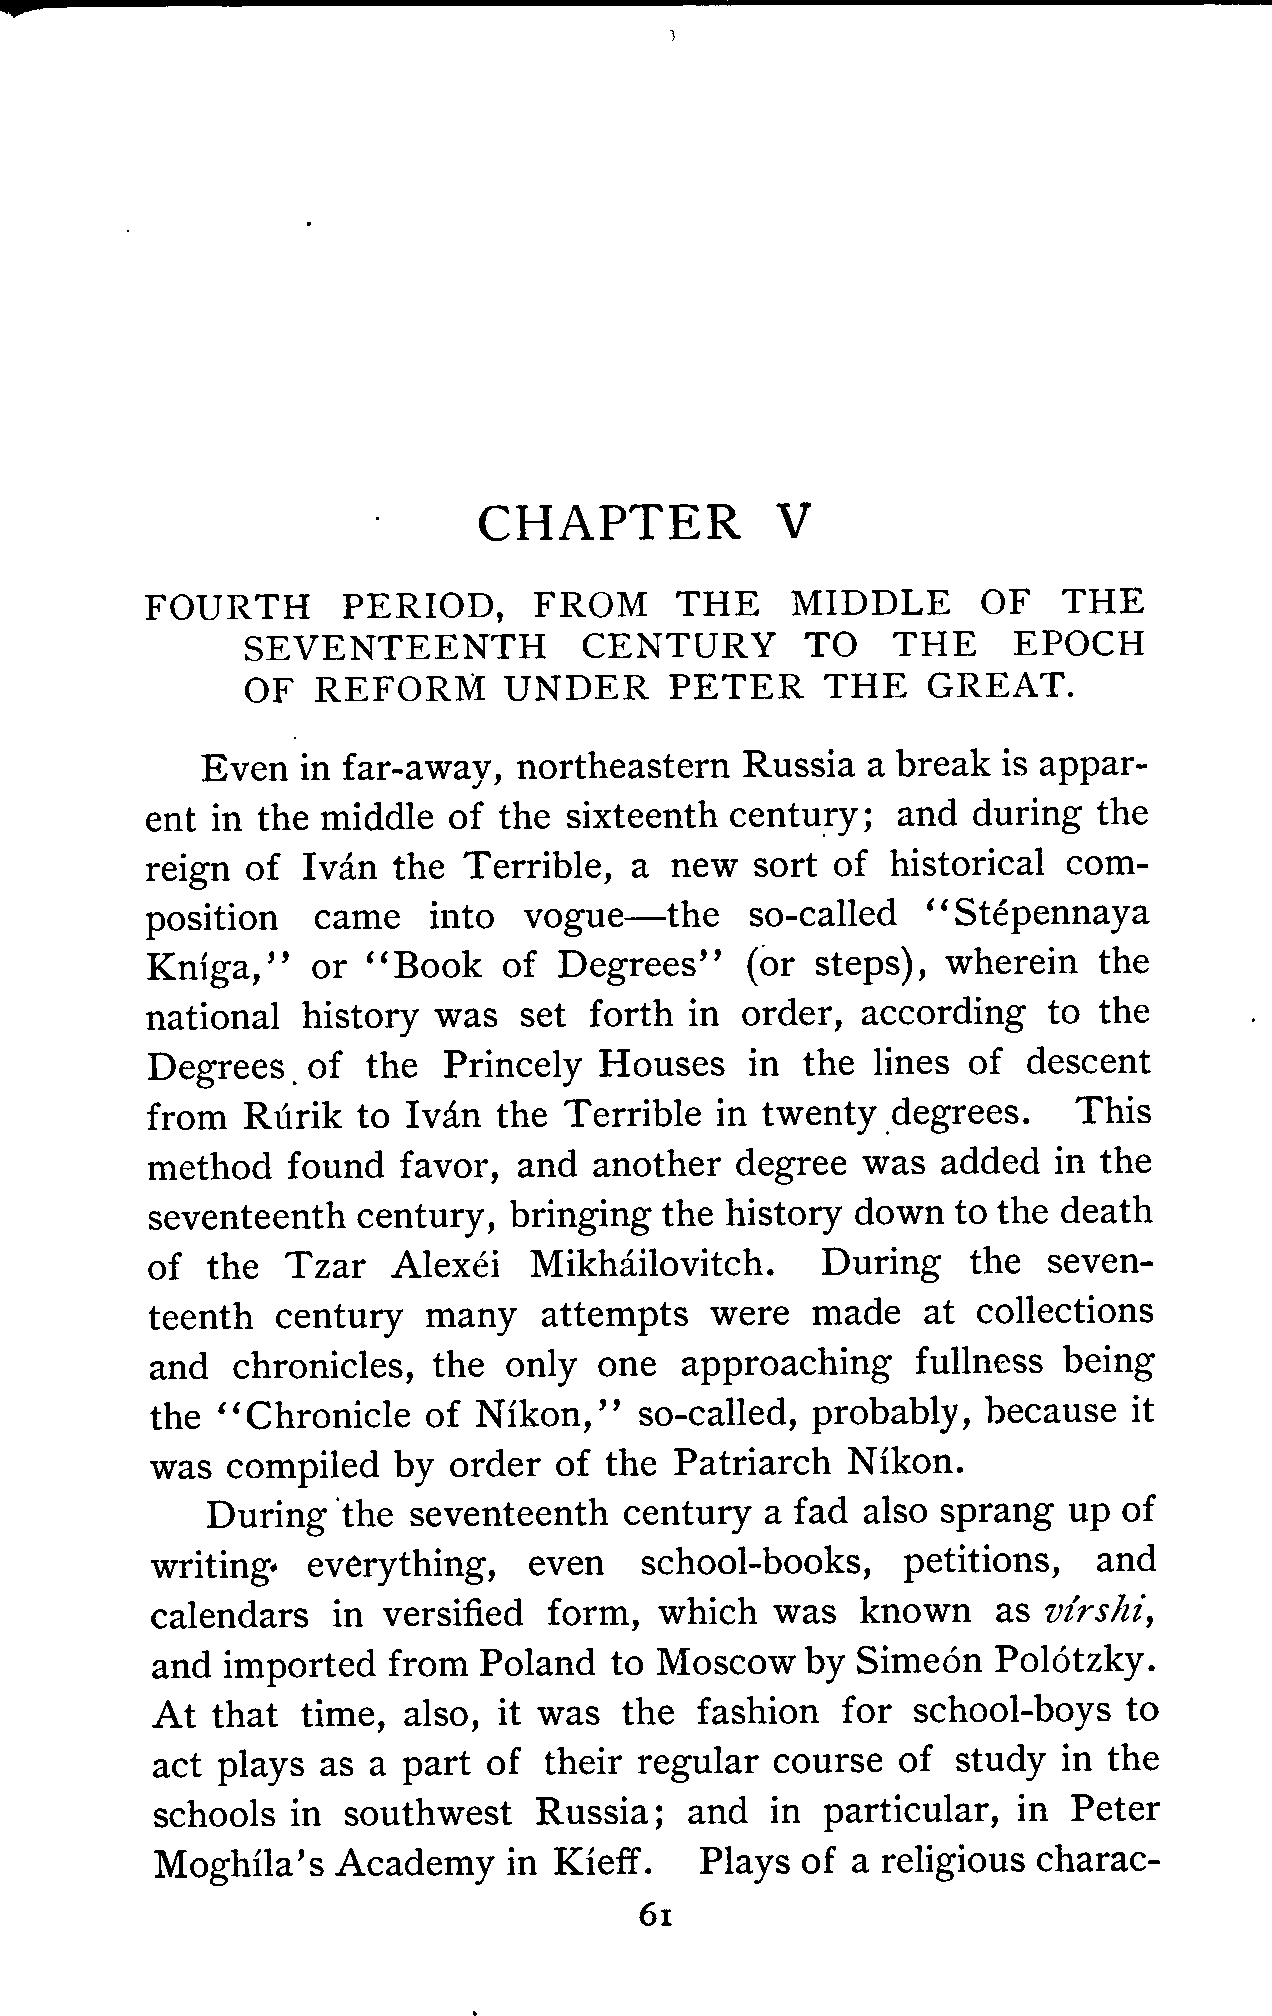 CHAPTER V
FOURTH PERIOD, FROM THE MIDDLE OF THE
SEVENTEENTH CENTURY TO THE EPOCH
OF REFORM UNDER PETER THE GREAT.
Even in far-away, northeastern Russia a break is appar-
ent in the middle of the sixteenth century; and during the
reign of Iván the Terrible, a new sort of historical com-
position came into vogue—the so-called "Stépennaya
Kníga," or "Book of Degrees" (or steps), wherein the
national history was set forth in order, according to the
Degrees of the Princely Houses in the lines of descent
from Rúrik to Iván the Terrible in twenty degrees. This
method found favor, and another degree was added in the
seventeenth century, bringing the history down to the death
of the Tzar Alexéi Mikháilovitch. During the seven-
teenth century many attempts were made at collections
and chronicles, the only one approaching fullness being
the "Chronicle of Níkon," so-called, probably, because it
was compiled by order of the Patriarch Níkon.
During the seventeenth century a fad also sprang up of
writing everything, even school-books, petitions, and
calendars in versified form, which was known as vírshi,
and imported from Poland to Moscow by Simeón Polótzky.
At that time, also, it was the fashion for school-boys to
act plays as a part of their regular course of study in the
schools in southwest Russia; and in particular, in Peter
Moghíla's Academy in Kíeff. Plays of a religious charac-
61